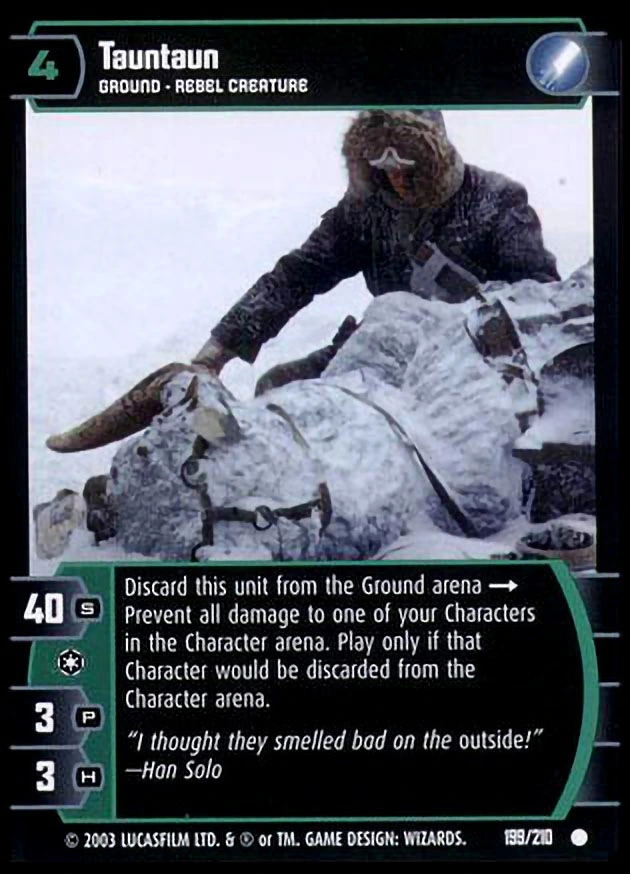 4
Tauntaun
GROUND · REBEL CREATURE
40 S
3 P
3 H
Discard this unit from the Ground arena →
Prevent all damage to one of your Characters
in the Character arena. Play only if that
Character would be discarded from the
Character arena.
"I thought they smelled bad on the outside!"
—Han Solo
© 2003 LUCASFILM LTD. & ® or TM. GAME DESIGN: WIZARDS. 199/210